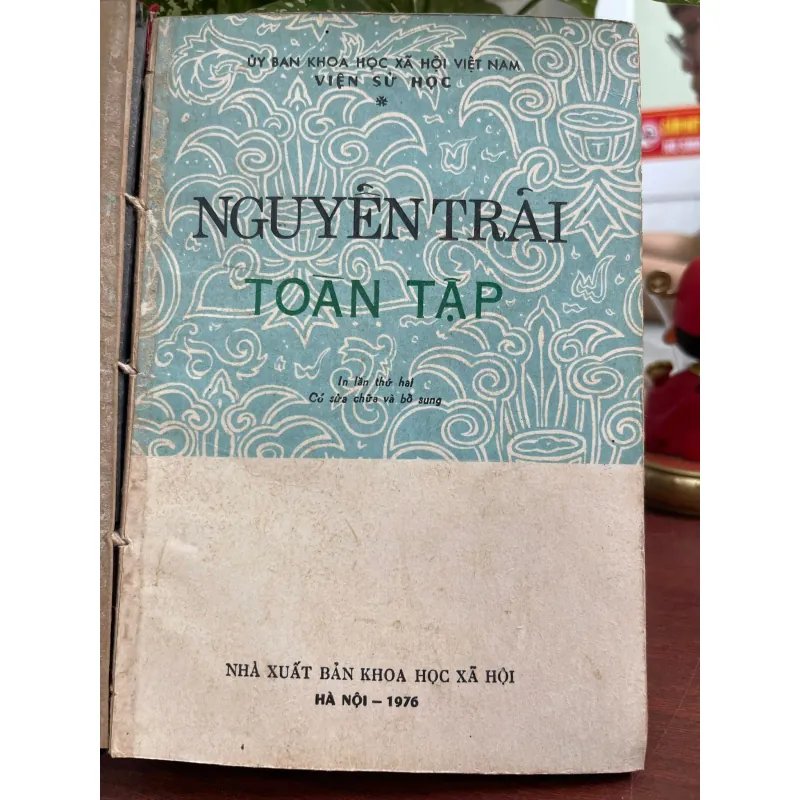 ỦY BAN KHOA HỌC XÃ HỘI VIỆT NAM
VIỆN SỬ HỌC
*
NGUYỄN TRÃI
TOÀN TẬP
In lần thứ hai
Có sửa chữa và bổ sung
NHÀ XUẤT BẢN KHOA HỌC XÃ HỘI
HÀ NỘI – 1976